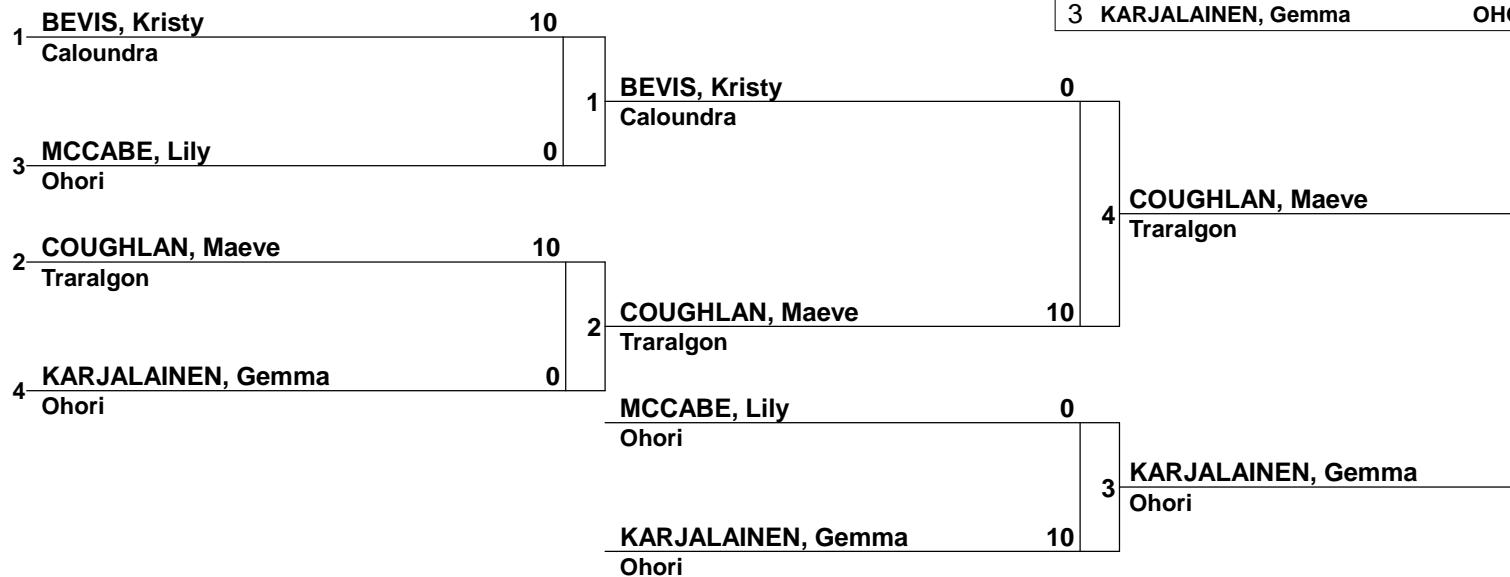 3 KARJALAINEN, Gemma
1 BEVIS, Kristy 10
Caloundra
1 BEVIS, Kristy 0
Caloundra
3 MCCABE, Lily 0
Ohori
4 COUGHLAN, Maeve
Traralgon
2 COUGHLAN, Maeve 10
Traralgon
2 COUGHLAN, Maeve 10
Traralgon
4 KARJALAINEN, Gemma 0
Ohori
MCCABE, Lily 0
Ohori
3 KARJALAINEN, Gemma
Ohori
KARJALAINEN, Gemma 10
Ohori